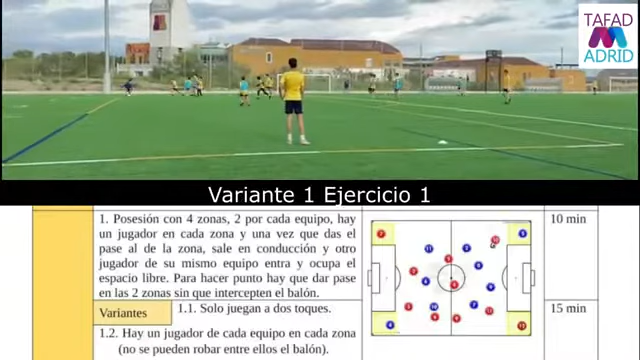 TAFAD
M
ADRID
Variante 1 Ejercicio 1
1. Posesión con 4 zonas, 2 por cada equipo, hay
un jugador en cada zona y una vez que das el
pase al de la zona, sale en conducción y otro
jugador de su mismo equipo entra y ocupa el
espacio libre. Para hacer punto hay que dar pase
en las 2 zonas sin que intercepten el balón.
10 min
Variantes
1.1. Solo juegan a dos toques.
15 min
1.2. Hay un jugador de cada equipo en cada zona
(no se pueden robar entre ellos el balón).